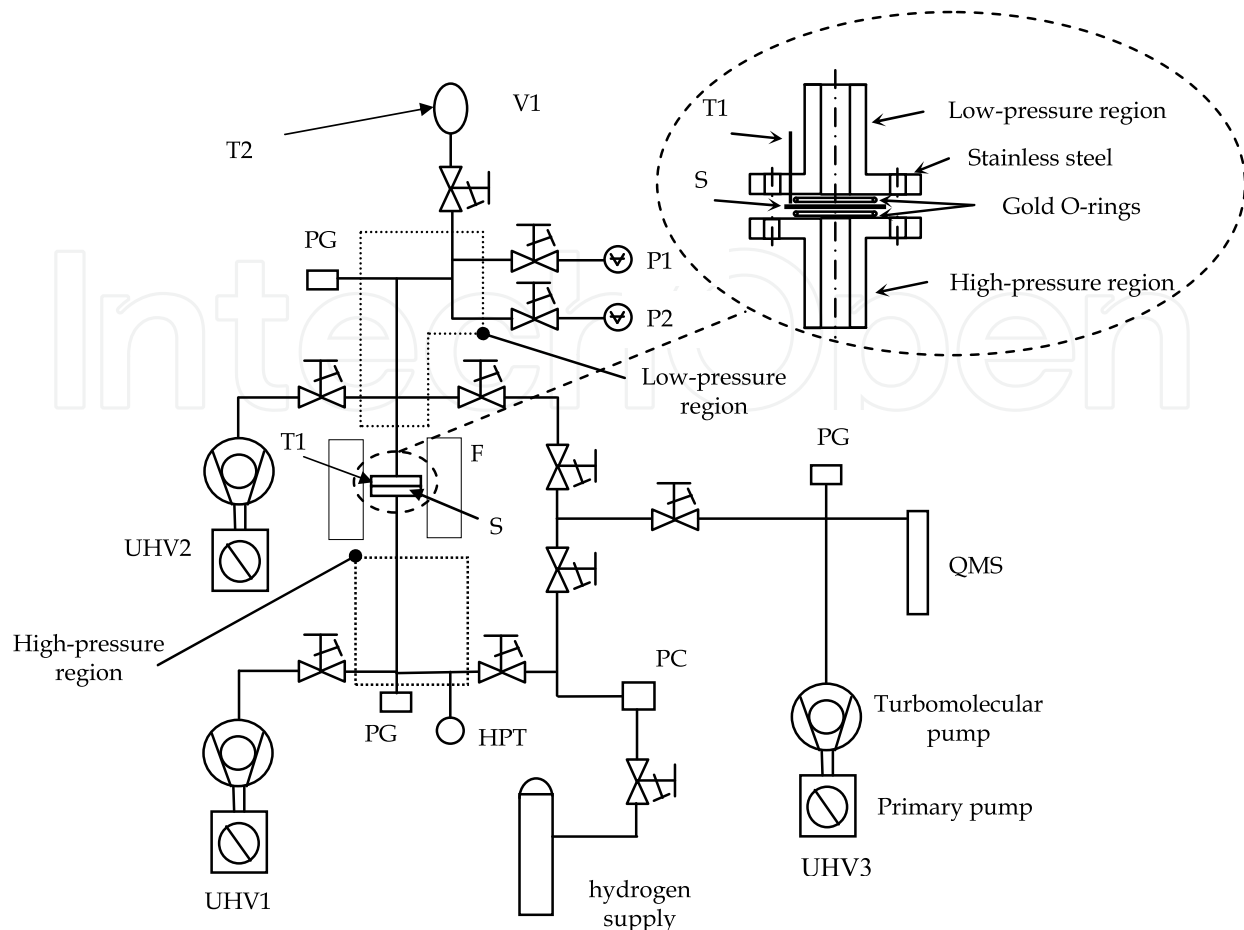 V1
T1
Low-pressure region
T2
Stainless steel
S
Gold O-rings
PG
P1
High-pressure region
P2
IntechOpen
Low-pressure
region
T1
F
PG
S
UHV2
QMS
High-pressure
region
PC
Turbomolecular
pump
PG
HPT
Primary pump
UHV3
UHV1
hydrogen
supply